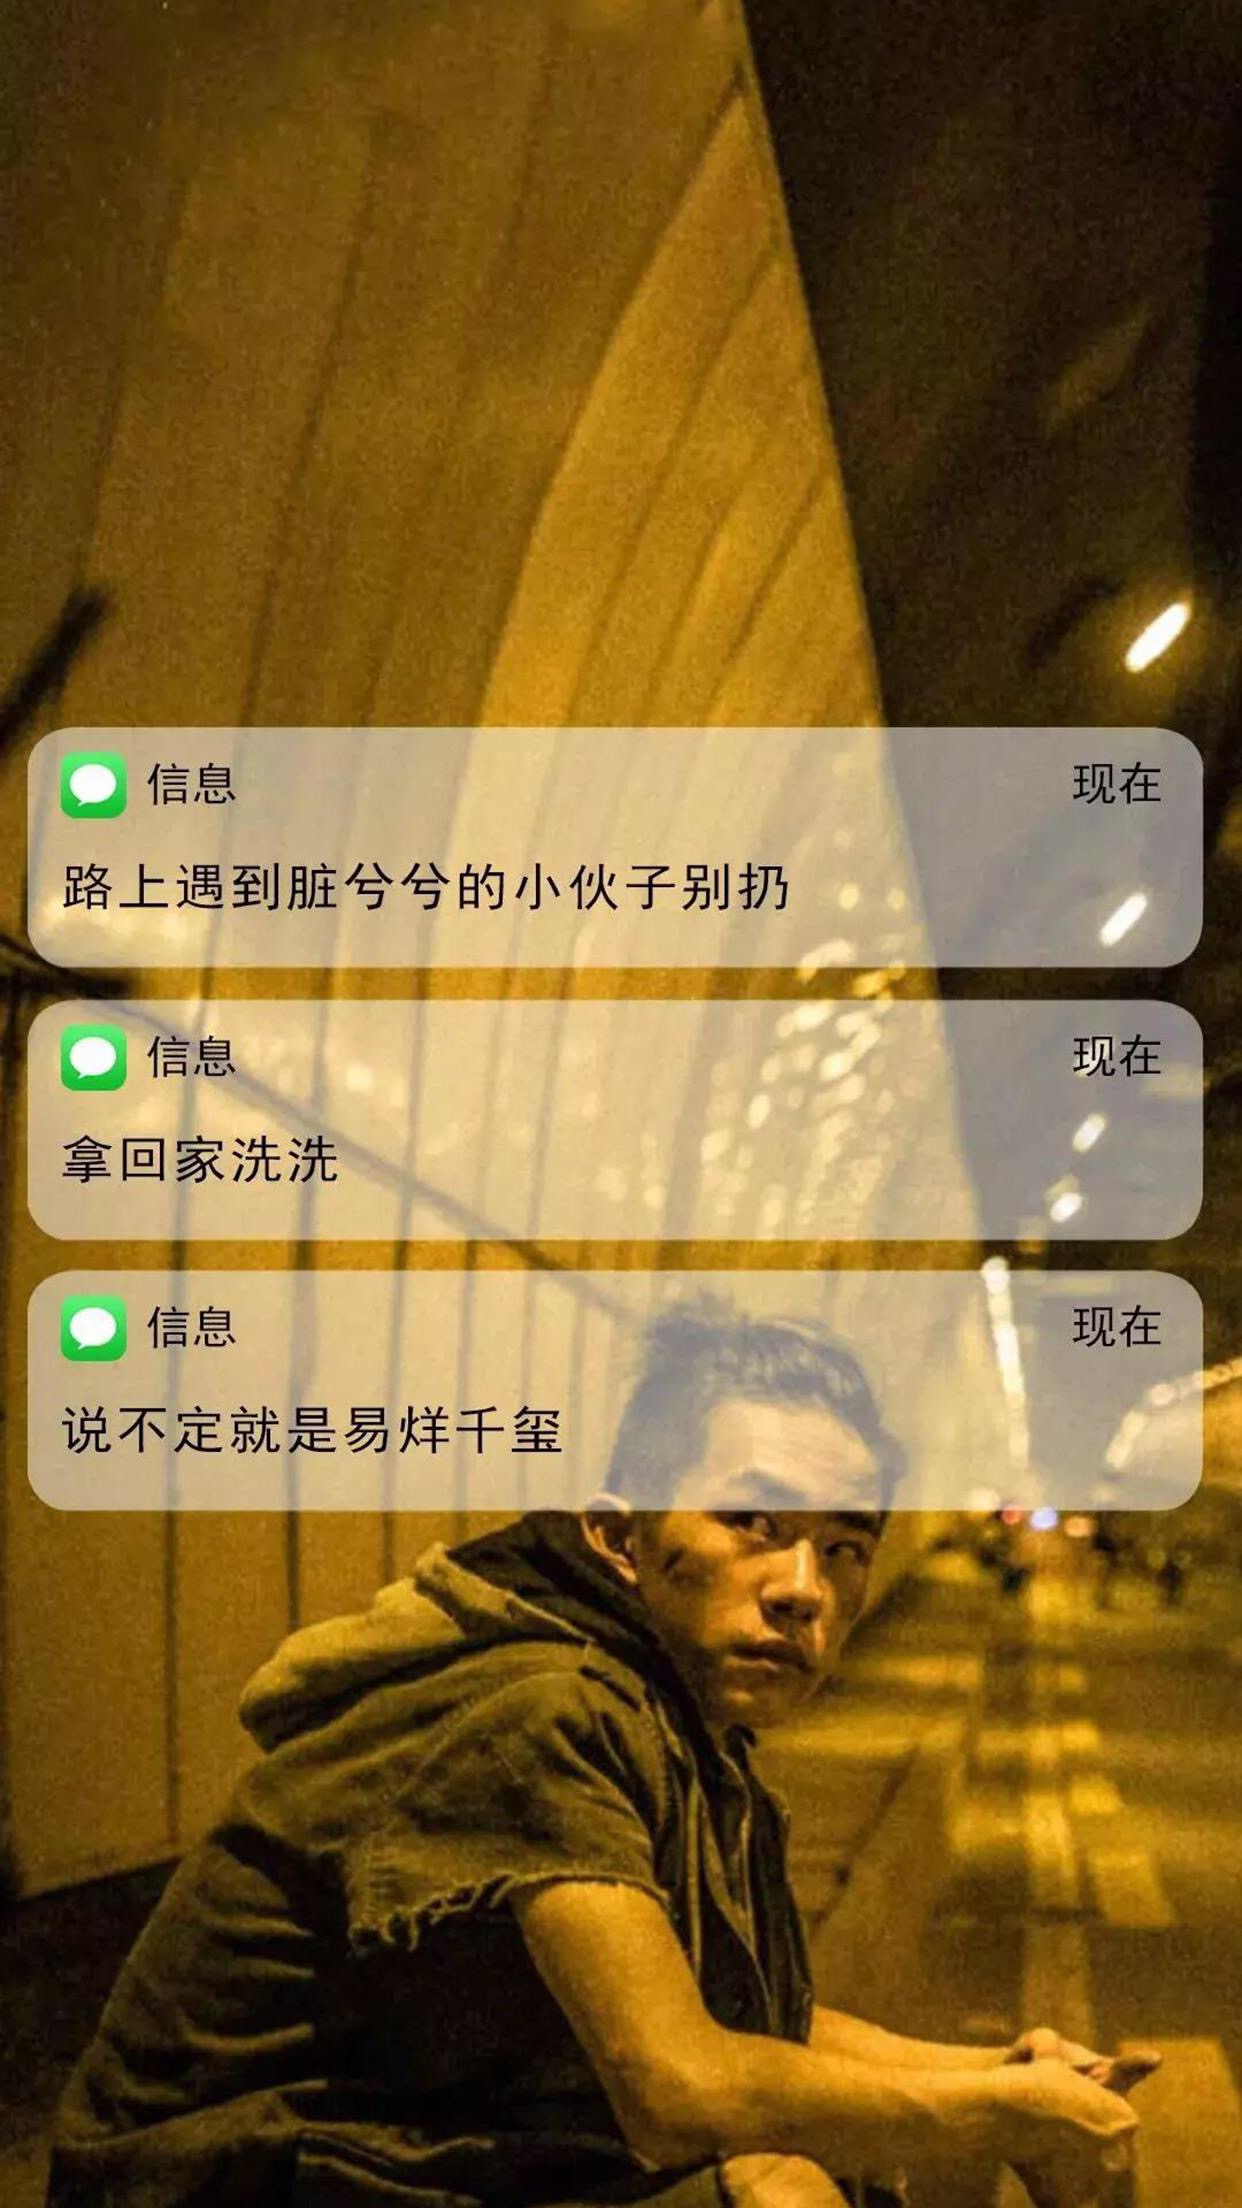 信息 现在
路上遇到脏兮兮的小伙子别扔
信息 现在
拿回家洗洗
信息 现在
说不定就是易烊千玺